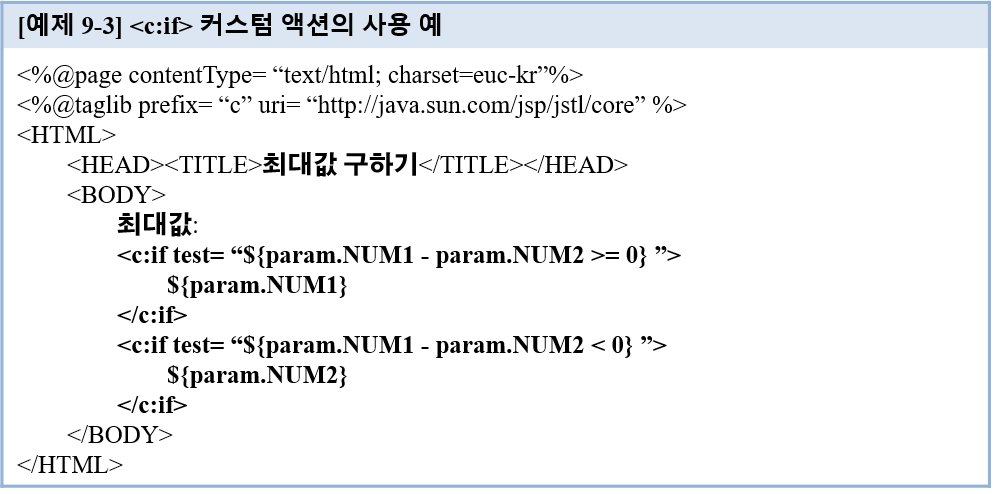 [예제 9-3] <c:if> 커스텀 액션의 사용 예
<%@page contentType= “text/html; charset=euc-kr”%>
<%@taglib prefix= “c” uri= “http://java.sun.com/jsp/jstl/core” %>
<HTML>
<HEAD><TITLE>최대값 구하기</TITLE></HEAD>
<BODY>
최대값:
<c:if test= “${param.NUM1 - param.NUM2 >= 0} ”>
${param.NUM1}
</c:if>
<c:if test= “${param.NUM1 - param.NUM2 < 0} ”>
${param.NUM2}
</c:if>
</BODY>
</HTML>